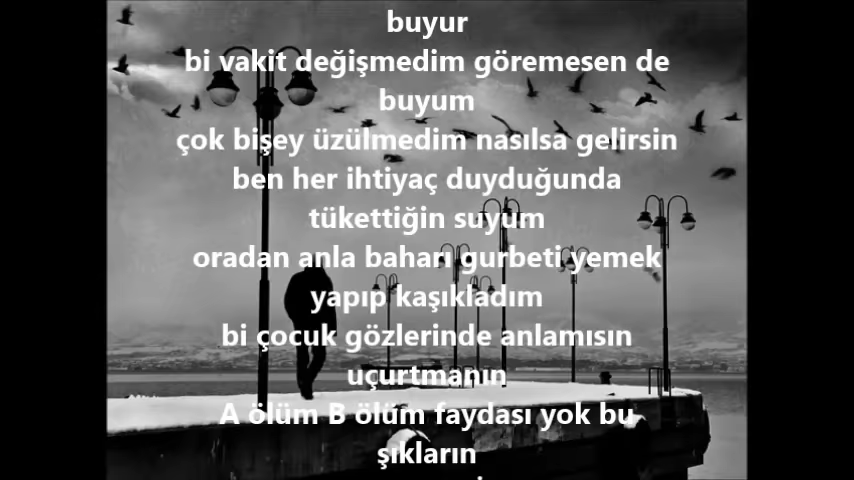 buyur
bi vakit değişmedim göremesen de
buyum
çok bişey üzülmedim nasılsa gelirsin
ben her ihtiyaç duyduğunda
tükettiğin suyum
oradan anla baharı gurbeti yemek
yapıp kaşıkladım
bi çocuk gözlerinde anlamısın
uçurtmanın
A ölüm B ölüm faydası yok bu
şıkların